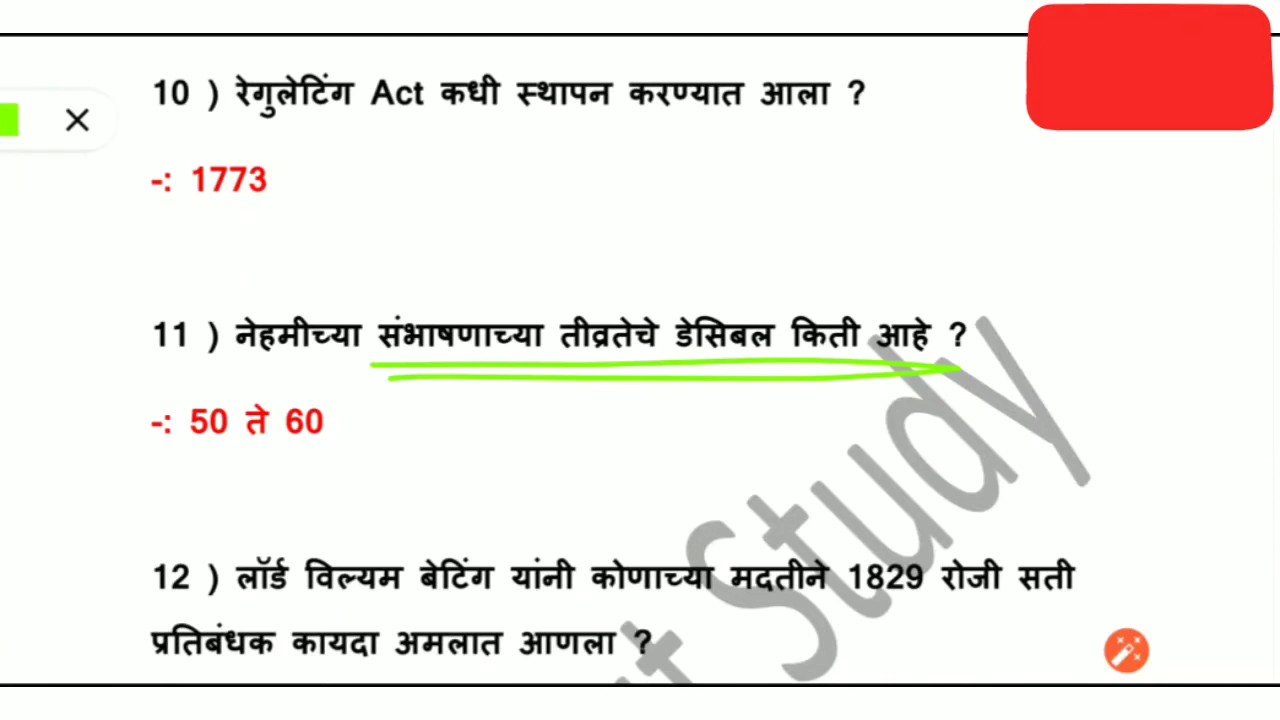 10 ) रेगुलेटिंग Act कधी स्थापन करण्यात आला ?
-: 1773
11 ) नेहमीच्या संभाषणाच्या तीव्रतेचे डेसिबल किती आहे ?
-: 50 ते 60
12 ) लॉर्ड विल्यम बेटिंग यांनी कोणाच्या मदतीने 1829 रोजी सती
प्रतिबंधक कायदा अमलात आणला ?
Study